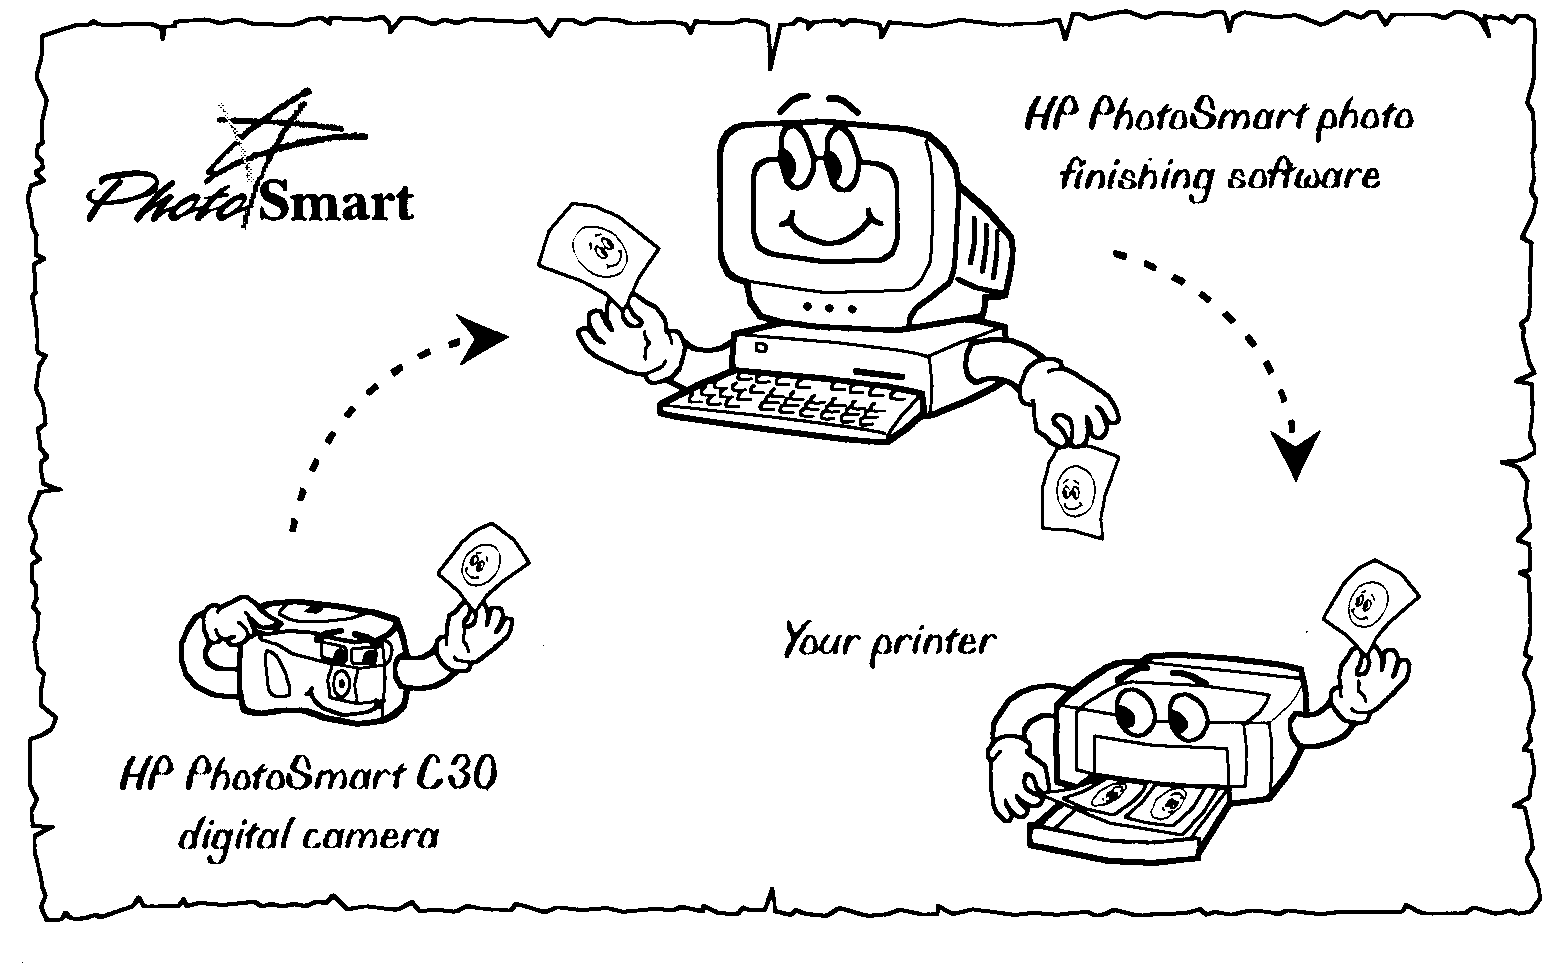 PhotoSmart
HP PhotoSmart photo
finishing software
Your printer
HP PhotoSmart C30
digital camera